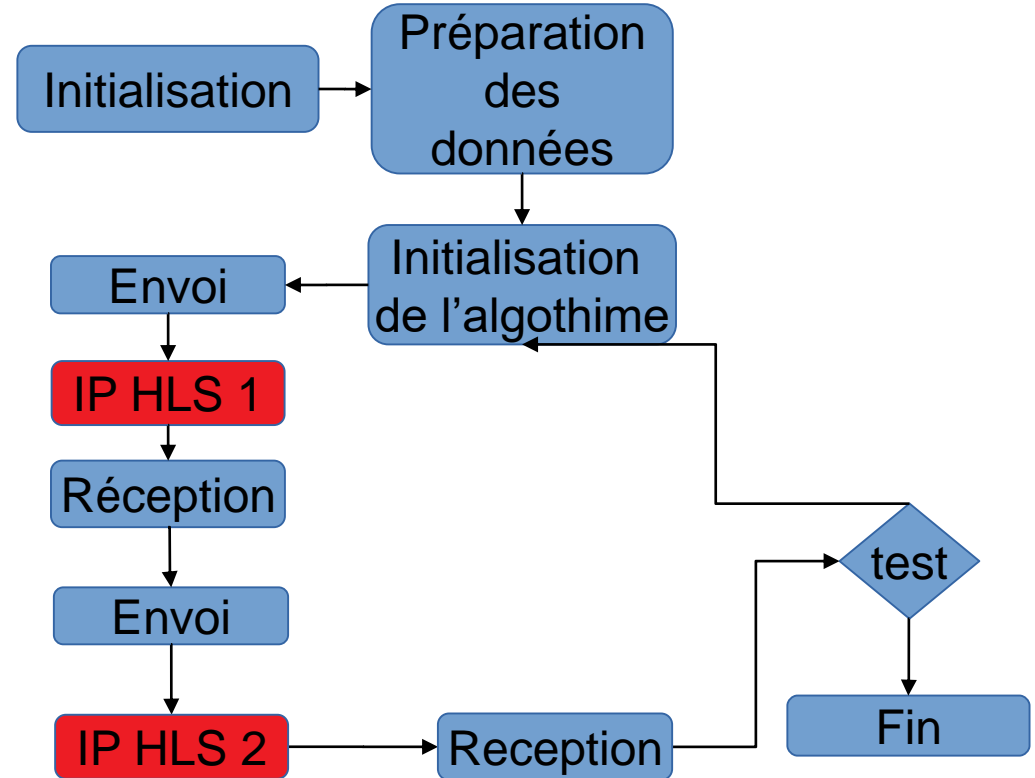 Initialisation
Préparation
des
données
Initialisation
de l'algothime
Envoi
IP HLS 1
Réception
Envoi
IP HLS 2
Reception
test
Fin